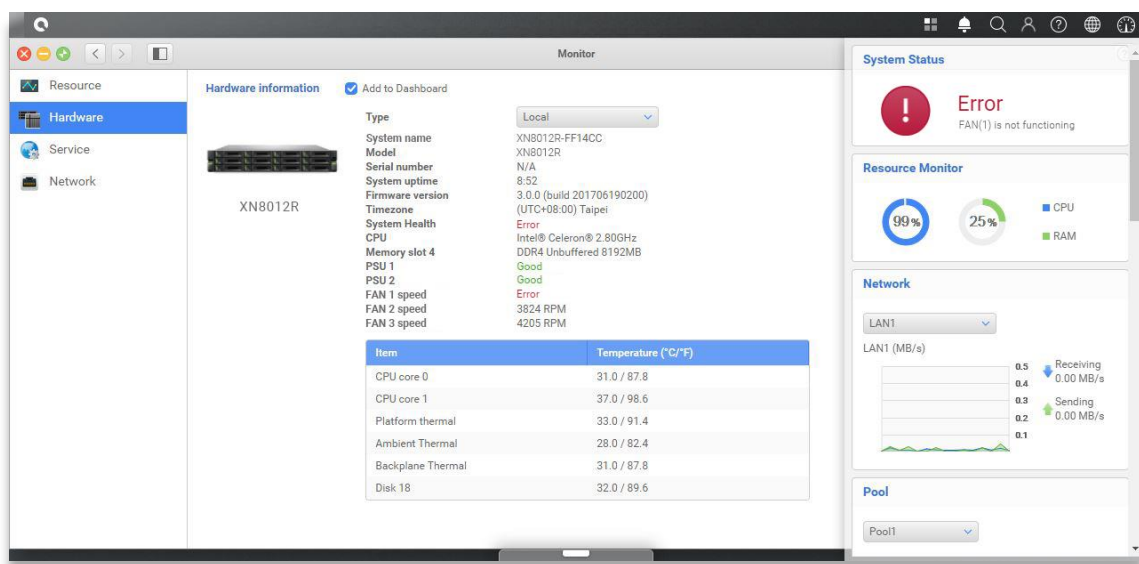 Monitor
Resource
Hardware
Service
Network
Hardware information
Add to Dashboard
XN8012R
Type Local
System name XN8012R-FF14CC
Model XN8012R
Serial number N/A
System uptime 8:52
Firmware version 3.0.0 (build 201706190200)
Timezone (UTC+08:00) Taipei
System Health Error
CPU Intel® Celeron® 2.80GHz
Memory slot 4 DDR4 Unbuffered 8192MB
PSU 1 Good
PSU 2 Good
FAN 1 speed Error
FAN 2 speed 3824 RPM
FAN 3 speed 4205 RPM
Item Temperature (°C/°F)
CPU core 0 31.0 / 87.8
CPU core 1 37.0 / 98.6
Platform thermal 33.0 / 91.4
Ambient Thermal 28.0 / 82.4
Backplane Thermal 31.0 / 87.8
Disk 18 32.0 / 89.6
System Status
Error
FAN(1) is not functioning
Resource Monitor
99% 25%
CPU
RAM
Network
LAN1
LAN1 (MB/s)
0.5
0.4
0.3
0.2
0.1
Receiving
0.00 MB/s
Sending
0.00 MB/s
Pool
Pool1